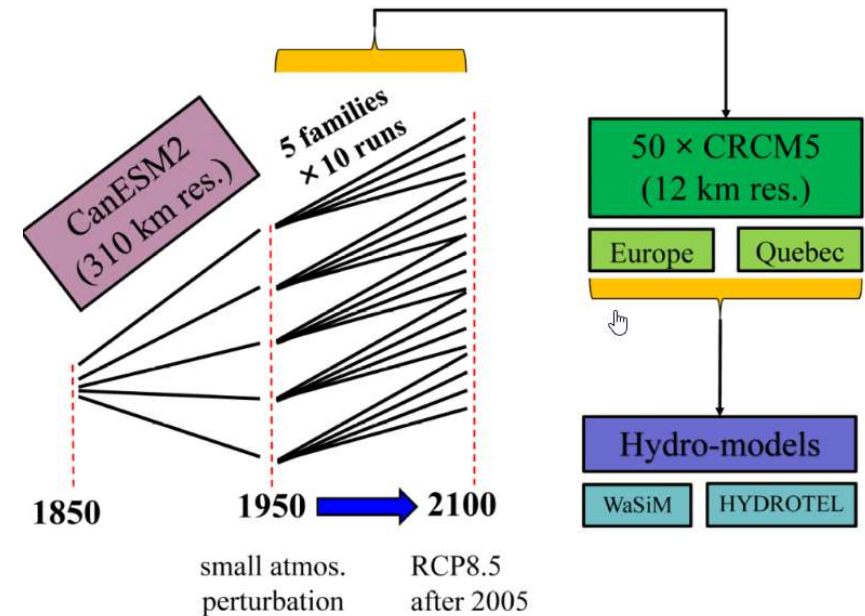 CanESM2
(310 km res.)
5 families
× 10 runs
50 × CRCM5
(12 km res.)
Europe
Quebec
Hydro-models
WaSiM
HYDROTEL
1850
1950
2100
small atmos.
perturbation
RCP8.5
after 2005